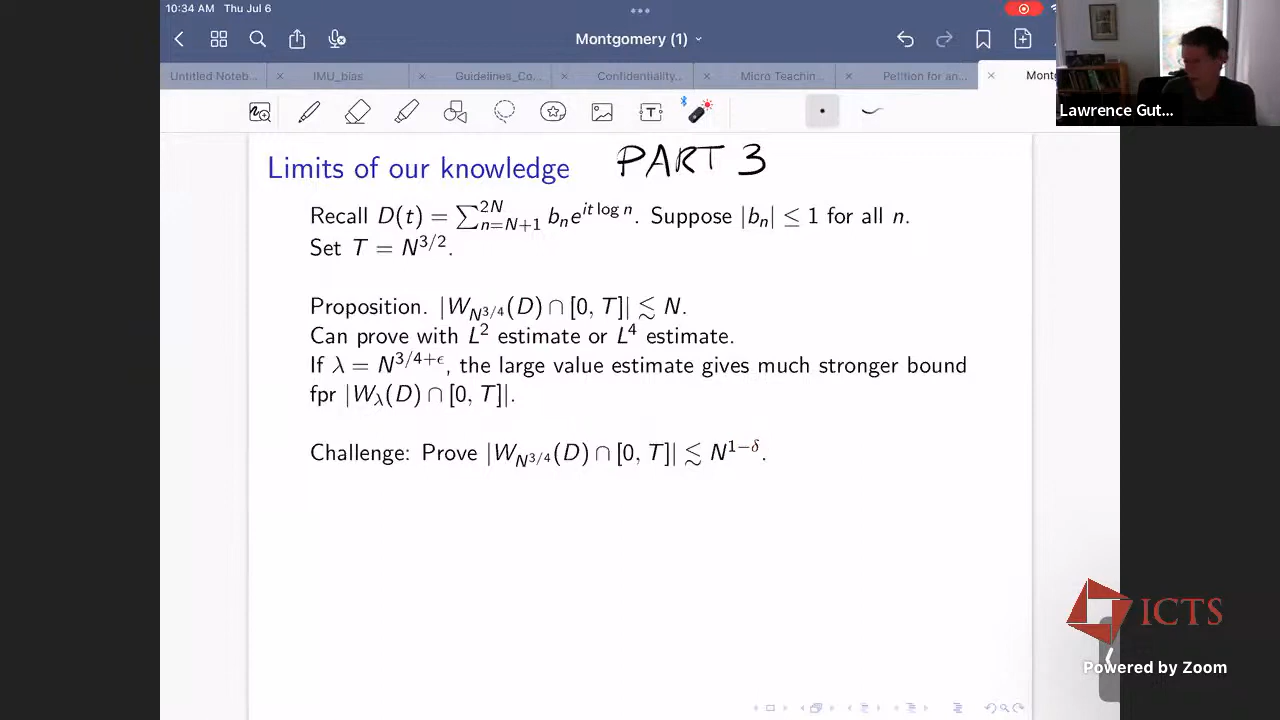 10:34 AM Thu Jul 6
Montgomery (1)
Untitled Noteb...
IMU_bias
Guidelines_Co...
Confidentiality...
Micro Teachin...
Petition for an...
Montg
Lawrence Gut...
Limits of our knowledge PART 3
Recall D(t) = ∑_{n=N+1}^{2N} b_n e^{it log n}. Suppose |b_n| ≤ 1 for all n.
Set T = N^{3/2}.
Proposition. |W_{N^{3/4}}(D) ∩ [0, T]| ≲ N.
Can prove with L^2 estimate or L^4 estimate.
If λ = N^{3/4+ϵ}, the large value estimate gives much stronger bound
fpr |W_λ(D) ∩ [0, T]|.
Challenge: Prove |W_{N^{3/4}}(D) ∩ [0, T]| ≲ N^{1−δ}.
ICTS
Powered by Zoom